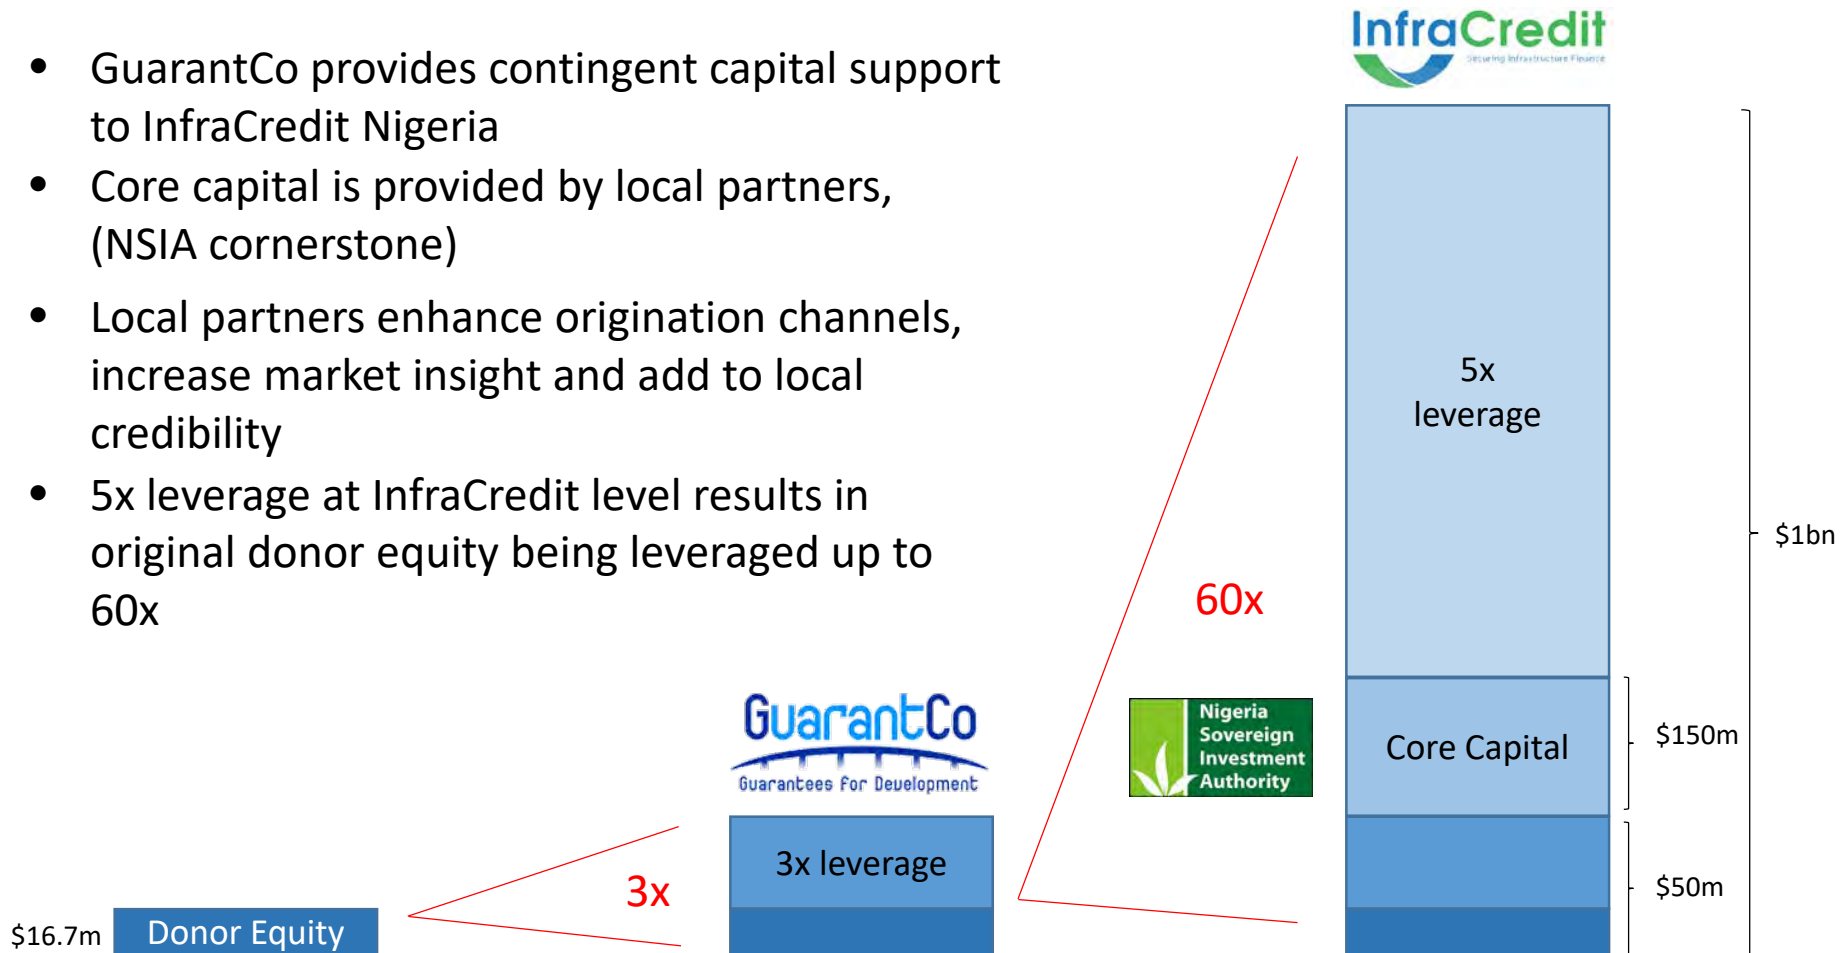 InfraCredit
Securing Infrastructure Finance
• GuarantCo provides contingent capital support
to InfraCredit Nigeria
• Core capital is provided by local partners,
(NSIA cornerstone)
• Local partners enhance origination channels,
increase market insight and add to local
credibility
• 5x leverage at InfraCredit level results in
original donor equity being leveraged up to
60x
5x
leverage
$1bn
60x
GuarantCo
Guarantees For Development
Nigeria
Sovereign
Investment
Authority
Core Capital
$150m
3x leverage
3x
$50m
$16.7m
Donor Equity